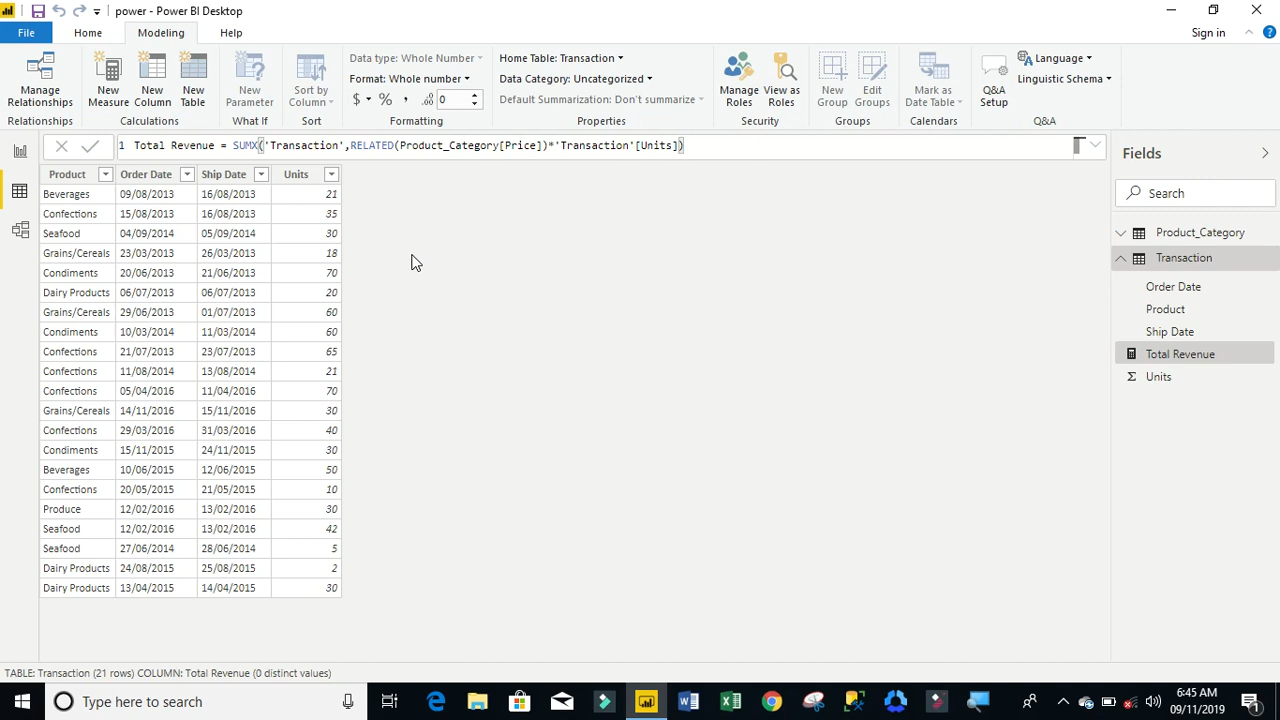 power - Power BI Desktop
File Home Modeling Help Sign in
Manage Relationships
New Measure
New Column
New Table
New Parameter
Sort by Column
Data type: Whole Number
Format: Whole number
$ % , .00 0
Home Table: Transaction
Data Category: Uncategorized
Default Summarization: Don't summarize
Manage Roles
View as Roles
New Group
Edit Groups
Mark as Date Table
Q&A Setup
Language
Linguistic Schema
Relationships Calculations What If Sort Formatting Properties Security Groups Calendars Q&A
1 Total Revenue = SUMX('Transaction',RELATED(Product_Category[Price])*'Transaction'[Units])
Product Order Date Ship Date Units
Beverages 09/08/2013 16/08/2013 21
Confections 15/08/2013 16/08/2013 35
Seafood 04/09/2014 05/09/2014 30
Grains/Cereals 23/03/2013 26/03/2013 18
Condiments 20/06/2013 21/06/2013 70
Dairy Products 06/07/2013 06/07/2013 20
Grains/Cereals 29/06/2013 01/07/2013 60
Condiments 10/03/2014 11/03/2014 60
Confections 21/07/2013 23/07/2013 65
Confections 11/08/2014 13/08/2014 21
Confections 05/04/2016 11/04/2016 70
Grains/Cereals 14/11/2016 15/11/2016 30
Confections 29/03/2016 31/03/2016 40
Condiments 15/11/2015 24/11/2015 30
Beverages 10/06/2015 12/06/2015 50
Confections 20/05/2015 21/05/2015 10
Produce 12/02/2016 13/02/2016 30
Seafood 12/02/2016 13/02/2016 42
Seafood 27/06/2014 28/06/2014 5
Dairy Products 24/08/2015 25/08/2015 2
Dairy Products 13/04/2015 14/04/2015 30
Fields
Search
Product_Category
Transaction
Order Date
Product
Ship Date
Total Revenue
Σ Units
TABLE: Transaction (21 rows) COLUMN: Total Revenue (0 distinct values)
Type here to search
6:45 AM
09/11/2019
1